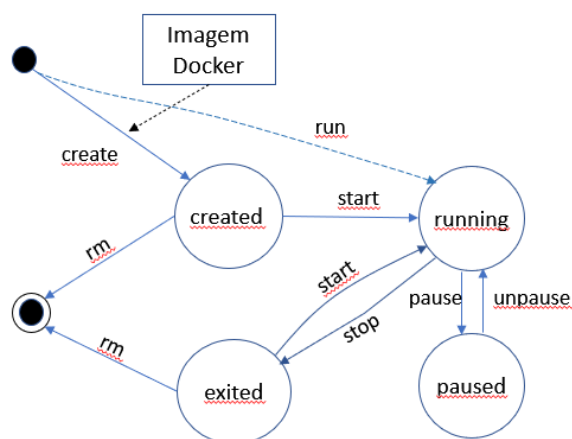 Imagem
Docker
run
create
created
start
running
rm
start
pause
unpause
stop
rm
exited
paused